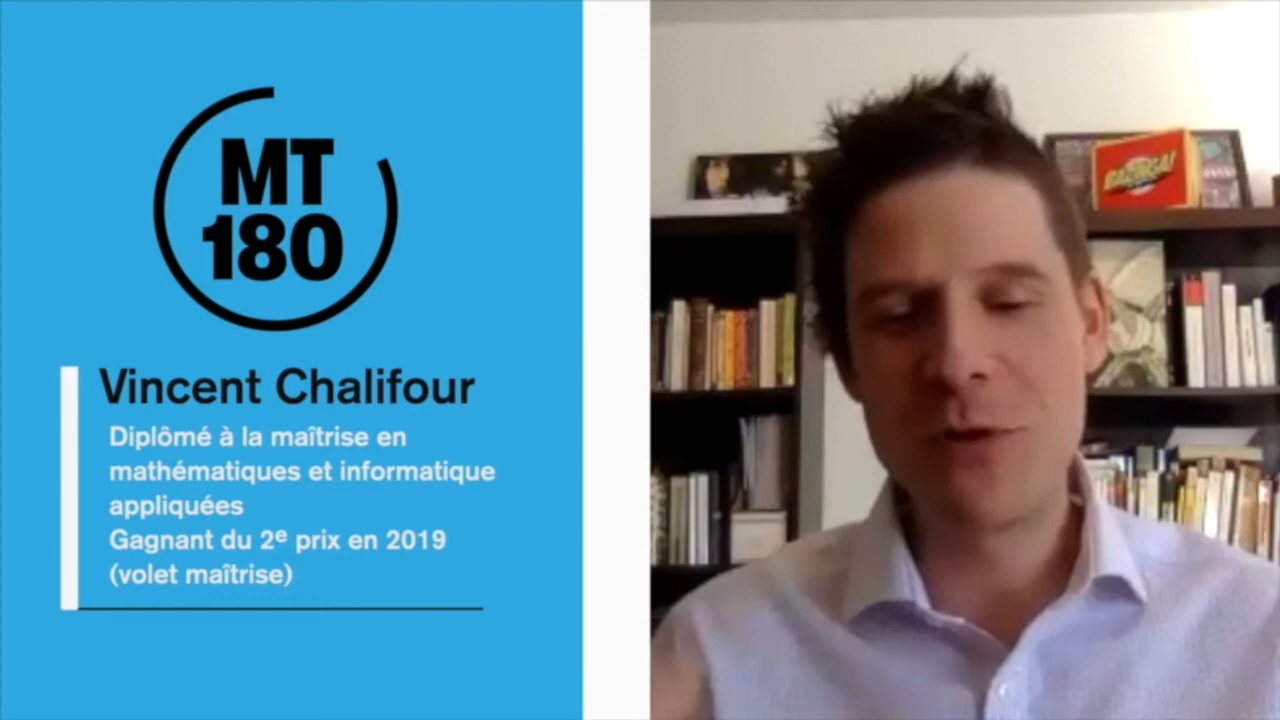 MT
180
Vincent Chalifour
Diplômé à la maîtrise en
mathématiques et informatique
appliquées
Gagnant du 2e prix en 2019
(volet maîtrise)
BAZINGA!